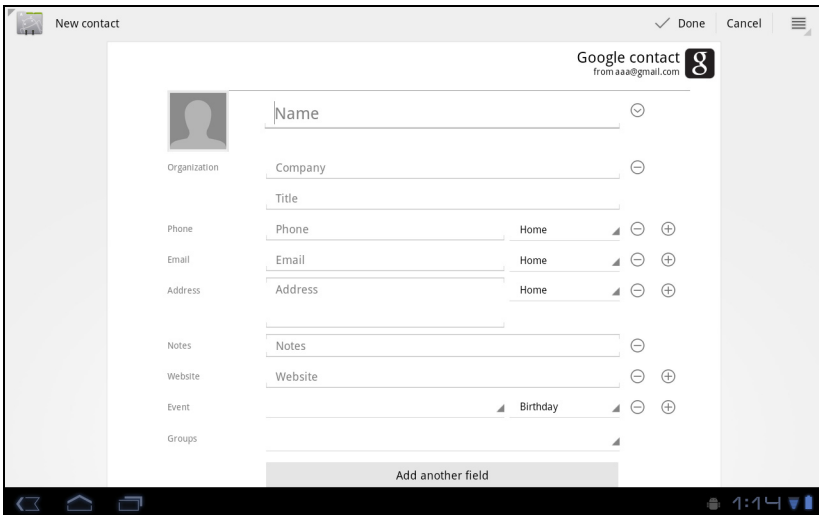 New contact
Done
Cancel
Google contact
from aaa@gmail.com
g
Name
Organization
Company
Title
Phone
Phone
Home
Email
Email
Home
Address
Address
Home
Notes
Notes
Website
Website
Event
Birthday
Groups
Add another field
1:14